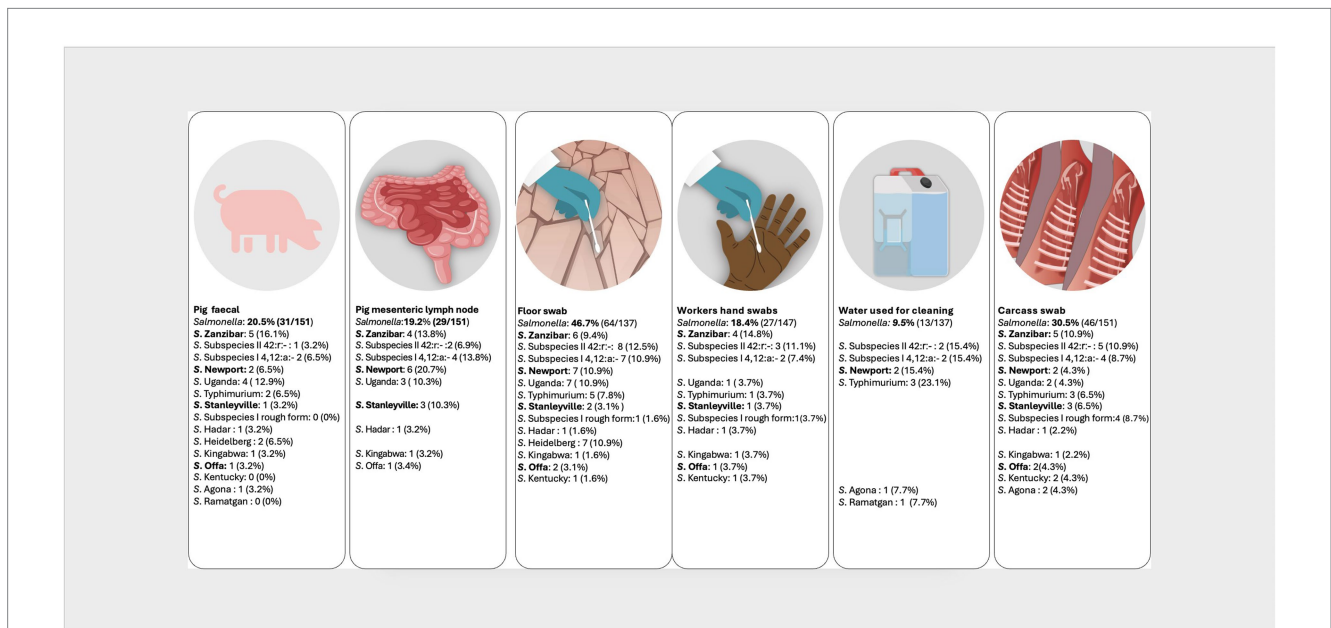 Pig faecal
Salmonella: 20.5% (31/151)
S. Zanzibar: 5 (16.1%)
S. Subspecies II 42:r:- : 1 (3.2%)
S. Subspecies I 4,12:a:- 2 (6.5%)
S. Newport: 2 (6.5%)
S. Uganda: 4 ( 12.9%)
S. Typhimurium: 2 (6.5%)
S. Stanleyville: 1 (3.2%)
S. Subspecies I rough form: 0 (0%)
S. Hadar : 1 (3.2%)
S. Heidelberg : 2 (6.5%)
S. Kingabwa: 1 (3.2%)
S. Offa: 1 (3.2%)
S. Kentucky: 0 (0%)
S. Agona : 1 (3.2%)
S. Ramatgan : 0 (0%)
Pig mesenteric lymph node
Salmonella:19.2% (29/151)
S. Zanzibar: 4 (13.8%)
S. Subspecies II 42:r:- :2 (6.9%)
S. Subspecies I 4,12:a:- 4 (13.8%)
S. Newport: 6 (20.7%)
S. Uganda: 3 (10.3%)
S. Stanleyville: 3 (10.3%)
S. Hadar : 1 (3.2%)
S. Kingabwa: 1 (3.2%)
S. Offa: 1 (3.4%)
Floor swab
Salmonella: 46.7% (64/137)
S. Zanzibar: 6 (9.4%)
S. Subspecies II 42:r:-: 8 (12.5%)
S. Subspecies I 4,12:a:- 7 (10.9%)
S. Newport: 7 (10.9%)
S. Uganda: 7 ( 10.9%)
S. Typhimurium: 5 (7.8%)
S. Stanleyville: 2 (3.1% )
S. Subspecies I rough form:1 (1.6%)
S. Hadar : 1 (1.6%)
S. Heidelberg : 7 (10.9%)
S. Kingabwa: 1 (1.6%)
S. Offa: 2 (3.1%)
S. Kentucky: 1 (1.6%)
Workers hand swabs
Salmonella: 18.4% (27/147)
S. Zanzibar: 4 (14.8%)
S. Subspecies II 42:r:-: 3 (11.1%)
S. Subspecies I 4,12:a:- 2 (7.4%)
S. Uganda: 1 ( 3.7%)
S. Typhimurium: 1 (3.7%)
S. Stanleyville: 1 (3.7%)
S. Subspecies I rough form:1(3.7%)
S. Hadar : 1 (3.7%)
S. Kingabwa: 1 (3.7%)
S. Offa: 1 (3.7%)
S. Kentucky: 1 (3.7%)
Water used for cleaning
Salmonella: 9.5% (13/137)
S. Subspecies II 42:r:- : 2 (15.4%)
S. Subspecies I 4,12:a:- 2 (15.4%)
S. Newport: 2 (15.4%)
S. Typhimurium: 3 (23.1%)
S. Agona : 1 (7.7%)
S. Ramatgan : 1 (7.7%)
Carcass swab
Salmonella: 30.5% (46/151)
S. Zanzibar: 5 (10.9%)
S. Subspecies II 42:r:- : 5 (10.9%)
S. Subspecies I 4,12:a:- 4 (8.7%)
S. Newport: 2 (4.3%)
S. Uganda: 2 ( 4.3%)
S. Typhimurium: 3 (6.5%)
S. Stanleyville: 3 (6.5%)
S. Subspecies I rough form:4 (8.7%)
S. Hadar : 1 (2.2%)
S. Kingabwa: 1 (2.2%)
S. Offa: 2(4.3%)
S. Kentucky: 2 (4.3%)
S. Agona : 2 (4.3%)